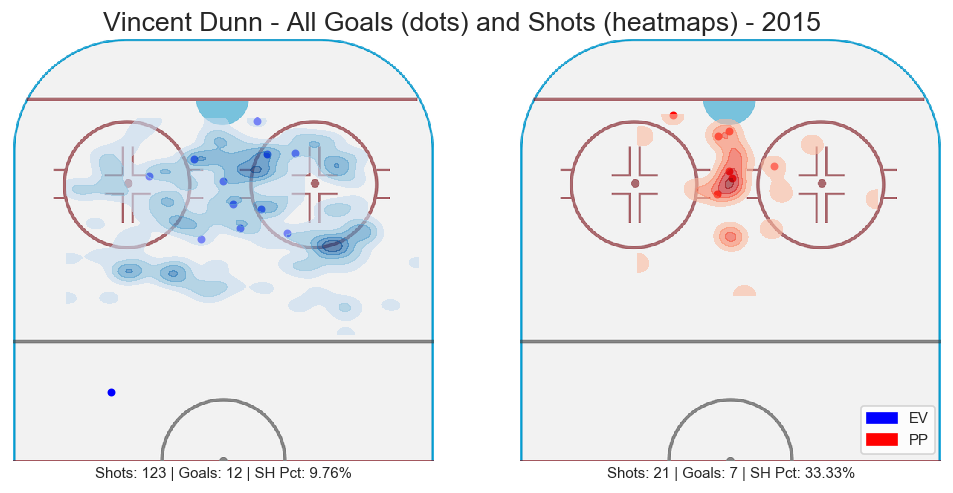 Vincent Dunn - All Goals (dots) and Shots (heatmaps) - 2015
EV
PP
Shots: 123 | Goals: 12 | SH Pct: 9.76%
Shots: 21 | Goals: 7 | SH Pct: 33.33%